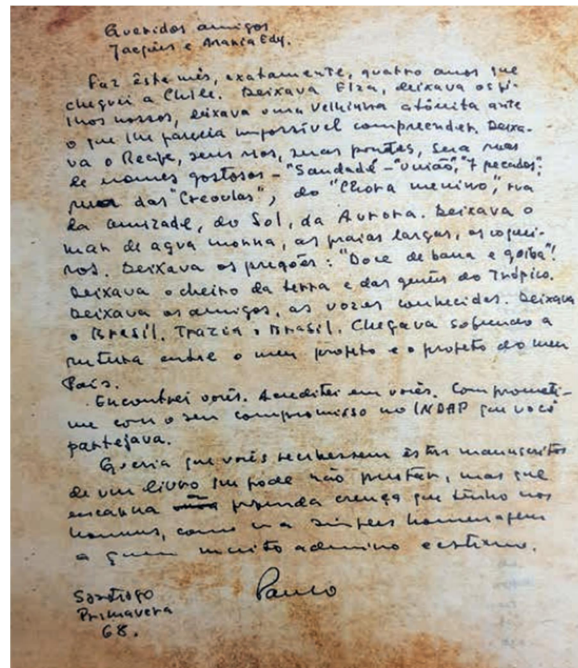 Queridos amigos
Jacques e Maria Edy.
Faz êste mês, exatamente, quatro anos que
cheguei a Chile. Deixava Elza, deixava os fi-
lhos nossos, deixava uma velhinha atônita ante
o que lhe parecia impossível compreender. Deixa-
va o Recife, seus rios, suas pontes, suas ruas
de nomes gostosos - "Saudade" - "União", "7 pecados",
rua das "Creoulas", do "Chora menino", rua
da amizade, do Sol, da Aurora. Deixava o
mar de agua morna, as praias largas, os coquei-
ros. Deixava os pregões: "Doce de bana e goiba"!
Deixava o cheiro da terra e das gentes do Trópico.
Deixava os amigos, as vozes conhecidas. Deixava
o Brasil. Trazia o Brasil. Chegava sofrendo a
ruptura entre o meu projeto e o projeto do meu
País.
Encontrei vocês. Acreditei em vocês. Comprometi-
me com o seu compromisso no INDAP que você
partejava.
Queria que vocês recebessem êstes manuscritos
de um livro que pode não prestar, mas que
encarna profunda crença que tenho nos
homens, como uma simples homenagem
a quem muito admiro e estimo.
Paulo
Santiago
Primavera
68.